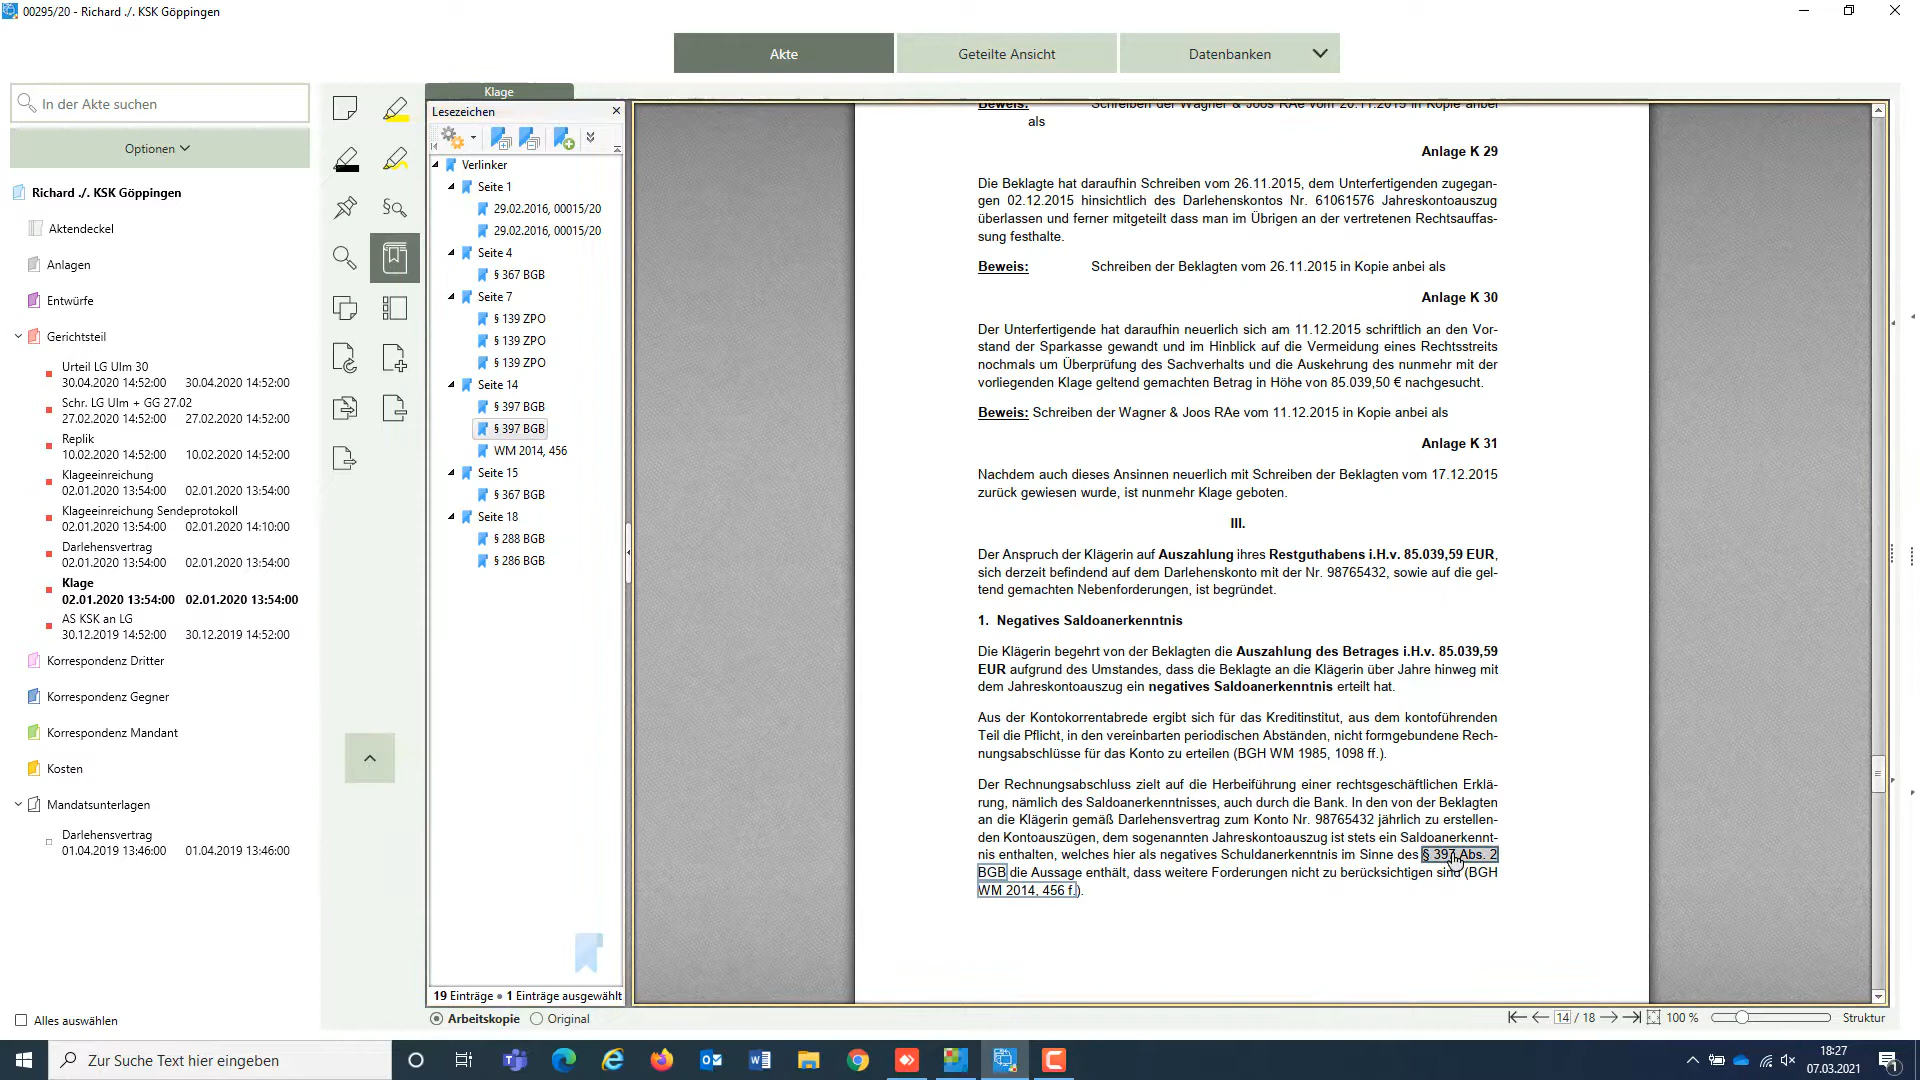 00295/20 - Richard ./. KSK Göppingen
Akte
Geteilte Ansicht
Datenbanken
In der Akte suchen
Optionen
Richard ./. KSK Göppingen
Aktendeckel
Anlagen
Entwürfe
Gerichtsteil
Urteil LG Ulm 30
30.04.2020 14:52:00 30.04.2020 14:52:00
Schr. LG Ulm + GG 27.02
27.02.2020 14:52:00 27.02.2020 14:52:00
Replik
10.02.2020 14:52:00 10.02.2020 14:52:00
Klageeinreichung
02.01.2020 13:54:00 02.01.2020 13:54:00
Klageeinreichung Sendeprotokoll
02.01.2020 13:54:00 02.01.2020 14:10:00
Darlehensvertrag
02.01.2020 13:54:00 02.01.2020 13:54:00
Klage
02.01.2020 13:54:00 02.01.2020 13:54:00
AS KSK an LG
30.12.2019 14:52:00 30.12.2019 14:52:00
Korrespondenz Dritter
Korrespondenz Gegner
Korrespondenz Mandant
Kosten
Mandatsunterlagen
Darlehensvertrag
01.04.2019 13:46:00 01.04.2019 13:46:00
Alles auswählen
Klage
Lesezeichen
Verlinker
Seite 1
29.02.2016, 00015/20
29.02.2016, 00015/20
Seite 4
§ 367 BGB
Seite 7
§ 139 ZPO
§ 139 ZPO
§ 139 ZPO
Seite 14
§ 397 BGB
§ 397 BGB
WM 2014, 456
Seite 15
§ 367 BGB
Seite 18
§ 288 BGB
§ 286 BGB
19 Einträge • 1 Einträge ausgewählt
Arbeitskopie Original
Beweis: Schreiben der Wagner & Joos RAe vom 20.11.2015 in Kopie anbei
als
Anlage K 29
Die Beklagte hat daraufhin Schreiben vom 26.11.2015, dem Unterfertigenden zugegan-
gen 02.12.2015 hinsichtlich des Darlehenskontos Nr. 61061576 Jahreskontoauszug
überlassen und ferner mitgeteilt dass man im Übrigen an der vertretenen Rechtsauffas-
sung festhalte.
Beweis: Schreiben der Beklagten vom 26.11.2015 in Kopie anbei als
Anlage K 30
Der Unterfertigende hat daraufhin neuerlich sich am 11.12.2015 schriftlich an den Vor-
stand der Sparkasse gewandt und im Hinblick auf die Vermeidung eines Rechtsstreits
nochmals um Überprüfung des Sachverhalts und die Auskehrung des nunmehr mit der
vorliegenden Klage geltend gemachten Betrag in Höhe von 85.039,50 € nachgesucht.
Beweis: Schreiben der Wagner & Joos RAe vom 11.12.2015 in Kopie anbei als
Anlage K 31
Nachdem auch dieses Ansinnen neuerlich mit Schreiben der Beklagten vom 17.12.2015
zurück gewiesen wurde, ist nunmehr Klage geboten.
III.
Der Anspruch der Klägerin auf Auszahlung ihres Restguthabens i.H.v. 85.039,59 EUR,
sich derzeit befindend auf dem Darlehenskonto mit der Nr. 98765432, sowie auf die gel-
tend gemachten Nebenforderungen, ist begründet.
1. Negatives Saldoanerkenntnis
Die Klägerin begehrt von der Beklagten die Auszahlung des Betrages i.H.v. 85.039,59
EUR aufgrund des Umstandes, dass die Beklagte an die Klägerin über Jahre hinweg mit
dem Jahreskontoauszug ein negatives Saldoanerkenntnis erteilt hat.
Aus der Kontokorrentabrede ergibt sich für das Kreditinstitut, aus dem kontoführenden
Teil die Pflicht, in den vereinbarten periodischen Abständen, nicht formgebundene Rech-
nungsabschlüsse für das Konto zu erteilen (BGH WM 1985, 1098 ff.).
Der Rechnungsabschluss zielt auf die Herbeiführung einer rechtsgeschäftlichen Erklä-
rung, nämlich des Saldoanerkenntnisses, auch durch die Bank. In den von der Beklagten
an die Klägerin gemäß Darlehensvertrag zum Konto Nr. 98765432 jährlich zu erstellen-
den Kontoauszügen, dem sogenannten Jahreskontoauszug ist stets ein Saldoanerkennt-
nis enthalten, welches hier als negatives Schuldanerkenntnis im Sinne des § 397 Abs. 2
BGB die Aussage enthält, dass weitere Forderungen nicht zu berücksichtigen sind (BGH
WM 2014, 456 f.).
14 / 18
100 %
Struktur
Zur Suche Text hier eingeben
18:27
07.03.2021
1